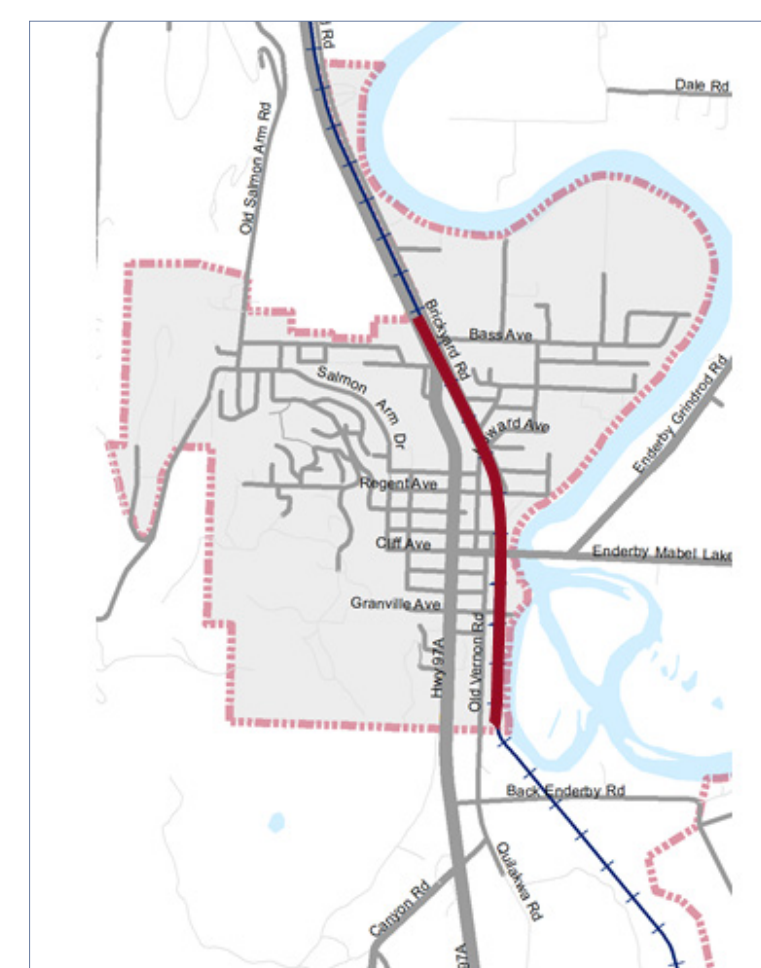 Rd
Dale Rd
Old Salmon Arm Rd
Brickyard Rd
Bass Ave
Salmon Arm Dr
Enderby Grindrod Rd
Regent Ave
Cliff Ave
Enderby Mabel Lake
Granville Ave
Hwy 97A
Old Vernon Rd
Back Enderby Rd
Quilakwa Rd
Canyon Rd
97A